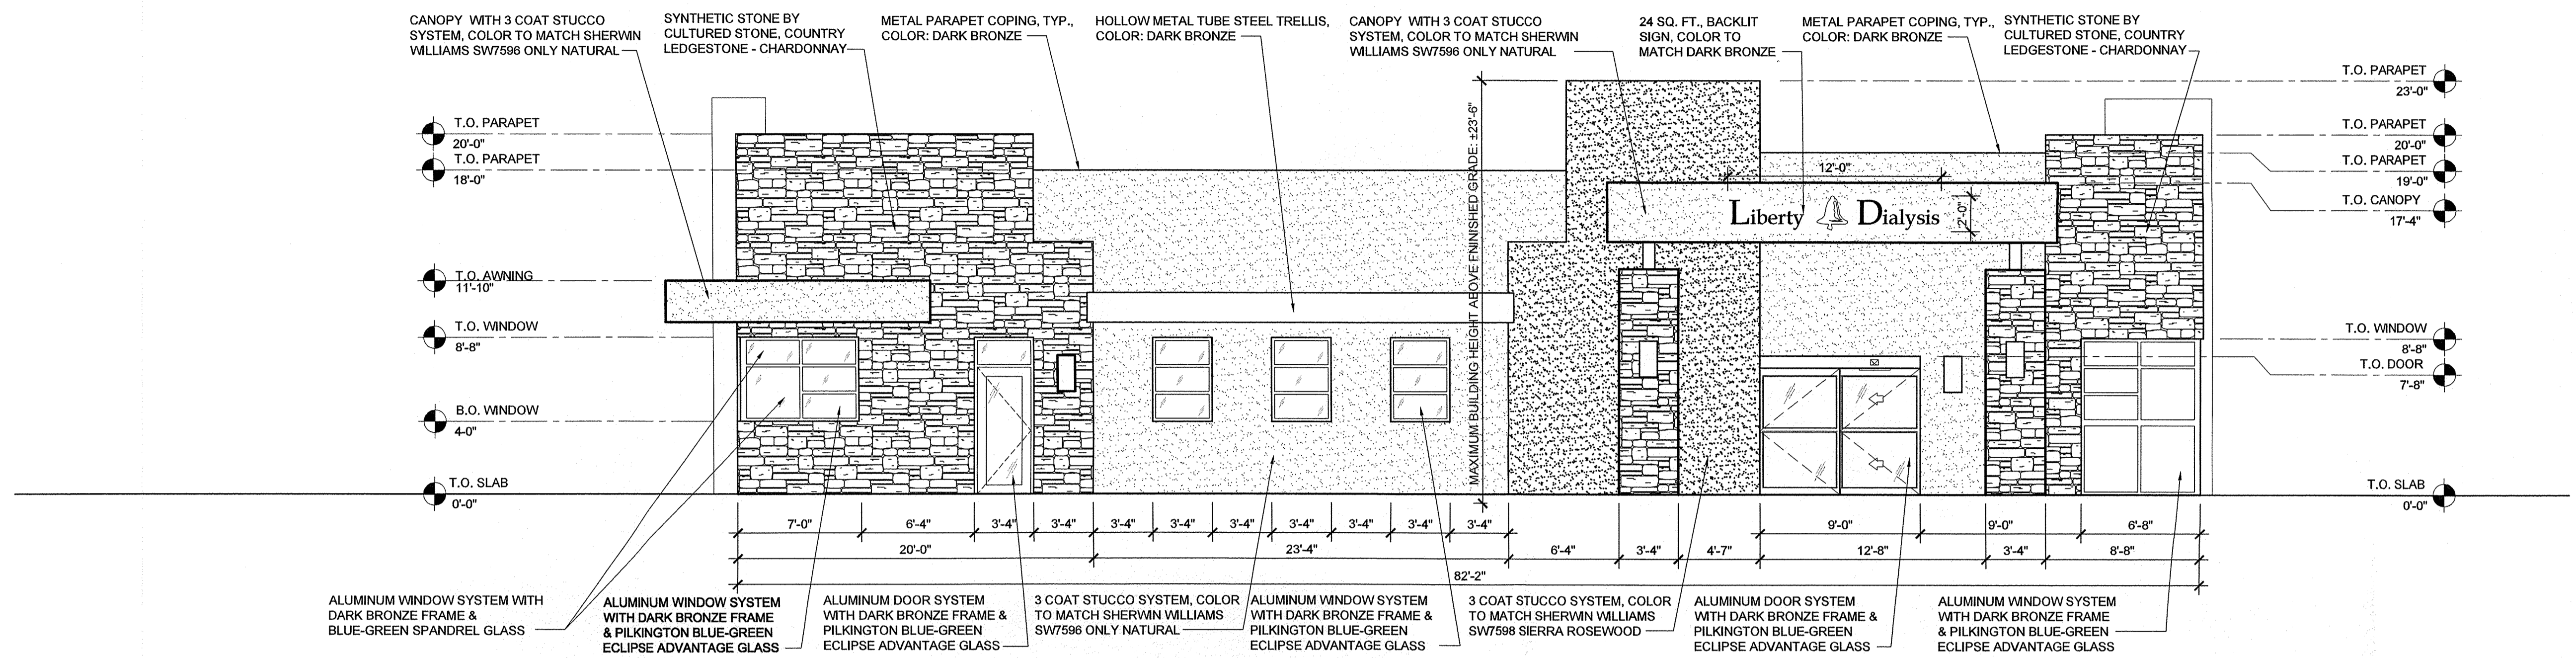 CANOPY WITH 3 COAT STUCCO
SYSTEM, COLOR TO MATCH SHERWIN
WILLIAMS SW7596 ONLY NATURAL
SYNTHETIC STONE BY
CULTURED STONE, COUNTRY
LEDGESTONE - CHARDONNAY
METAL PARAPET COPING, TYP.,
COLOR: DARK BRONZE
HOLLOW METAL TUBE STEEL TRELLIS,
COLOR: DARK BRONZE
CANOPY WITH 3 COAT STUCCO
SYSTEM, COLOR TO MATCH SHERWIN
WILLIAMS SW7596 ONLY NATURAL
24 SQ. FT., BACKLIT
SIGN, COLOR TO
MATCH DARK BRONZE
METAL PARAPET COPING, TYP.,
COLOR: DARK BRONZE
SYNTHETIC STONE BY
CULTURED STONE, COUNTRY
LEDGESTONE - CHARDONNAY
T.O. PARAPET
20'-0"
T.O. PARAPET
18'-0"
T.O. AWNING
11'-10"
T.O. WINDOW
8'-8"
B.O. WINDOW
4-0"
T.O. SLAB
0'-0"
MAXIMUM BUILDING HEIGHT ABOVE FNINISHED GRADE: ±23'-6"
12'-0"
Liberty Dialysis
2'-0"
T.O. PARAPET
23'-0"
T.O. PARAPET
20'-0"
T.O. PARAPET
19'-0"
T.O. CANOPY
17'-4"
T.O. WINDOW
8'-8"
T.O. DOOR
7'-8"
T.O. SLAB
0'-0"
7'-0" 6'-4" 3'-4" 3'-4" 3'-4" 3'-4" 3'-4" 3'-4" 3'-4" 3'-4" 3'-4" 9'-0" 9'-0" 6'-8"
20'-0" 23'-4" 6'-4" 3'-4" 4'-7" 12'-8" 3'-4" 8'-8"
82'-2"
ALUMINUM WINDOW SYSTEM WITH
DARK BRONZE FRAME &
BLUE-GREEN SPANDREL GLASS
ALUMINUM WINDOW SYSTEM
WITH DARK BRONZE FRAME
& PILKINGTON BLUE-GREEN
ECLIPSE ADVANTAGE GLASS
ALUMINUM DOOR SYSTEM
WITH DARK BRONZE FRAME &
PILKINGTON BLUE-GREEN
ECLIPSE ADVANTAGE GLASS
3 COAT STUCCO SYSTEM, COLOR
TO MATCH SHERWIN WILLIAMS
SW7596 ONLY NATURAL
ALUMINUM WINDOW SYSTEM
WITH DARK BRONZE FRAME &
PILKINGTON BLUE-GREEN
ECLIPSE ADVANTAGE GLASS
3 COAT STUCCO SYSTEM, COLOR
TO MATCH SHERWIN WILLIAMS
SW7598 SIERRA ROSEWOOD
ALUMINUM DOOR SYSTEM
WITH DARK BRONZE FRAME &
PILKINGTON BLUE-GREEN
ECLIPSE ADVANTAGE GLASS
ALUMINUM WINDOW SYSTEM
WITH DARK BRONZE FRAME
& PILKINGTON BLUE-GREEN
ECLIPSE ADVANTAGE GLASS